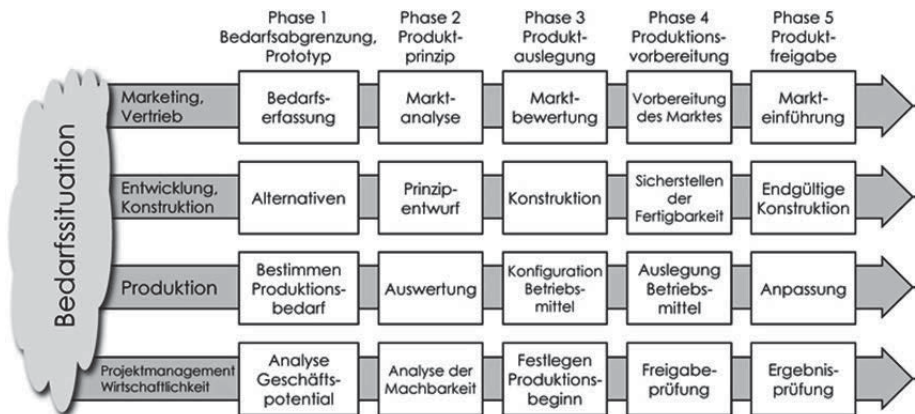 Phase 1
Bedarfsabgrenzung,
Prototyp
Phase 2
Produkt-
prinzip
Phase 3
Produkt-
auslegung
Phase 4
Produktions-
vorbereitung
Phase 5
Produkt-
freigabe
Bedarfssituation
Marketing,
Vertrieb
Bedarfs-
erfassung
Markt-
analyse
Markt-
bewertung
Vorbereitung
des Marktes
Markt-
einführung
Entwicklung,
Konstruktion
Alternativen
Prinzip-
entwurf
Konstruktion
Sicherstellen
der
Fertigbarkeit
Endgültige
Konstruktion
Produktion
Bestimmen
Produktions-
bedarf
Auswertung
Konfiguration
Betriebs-
mittel
Auslegung
Betriebs-
mittel
Anpassung
Projektmanagement
Wirtschaftlichkeit
Analyse
Geschäfts-
potential
Analyse der
Machbarkeit
Festlegen
Produktions-
beginn
Freigabe-
prüfung
Ergebnis-
prüfung